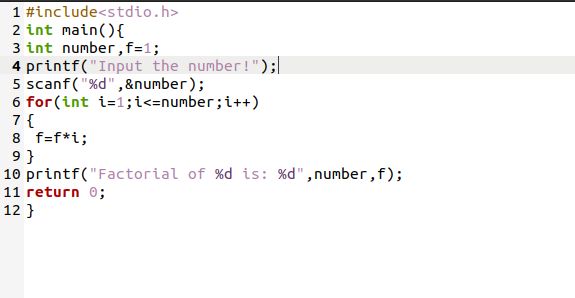 1 #include<stdio.h>
2 int main(){
3 int number,f=1;
4 printf("Input the number!");
5 scanf("%d",&number);
6 for(int i=1;i<=number;i++)
7 {
8  f=f*i;
9 }
10 printf("Factorial of %d is: %d",number,f);
11 return 0;
12 }